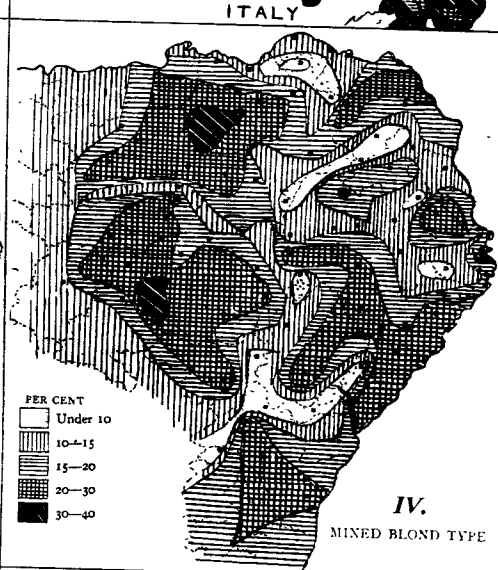 ITALY
PER CENT
Under 10
10—15
15—20
20—30
30—40
IV.
MIXED BLOND TYPE